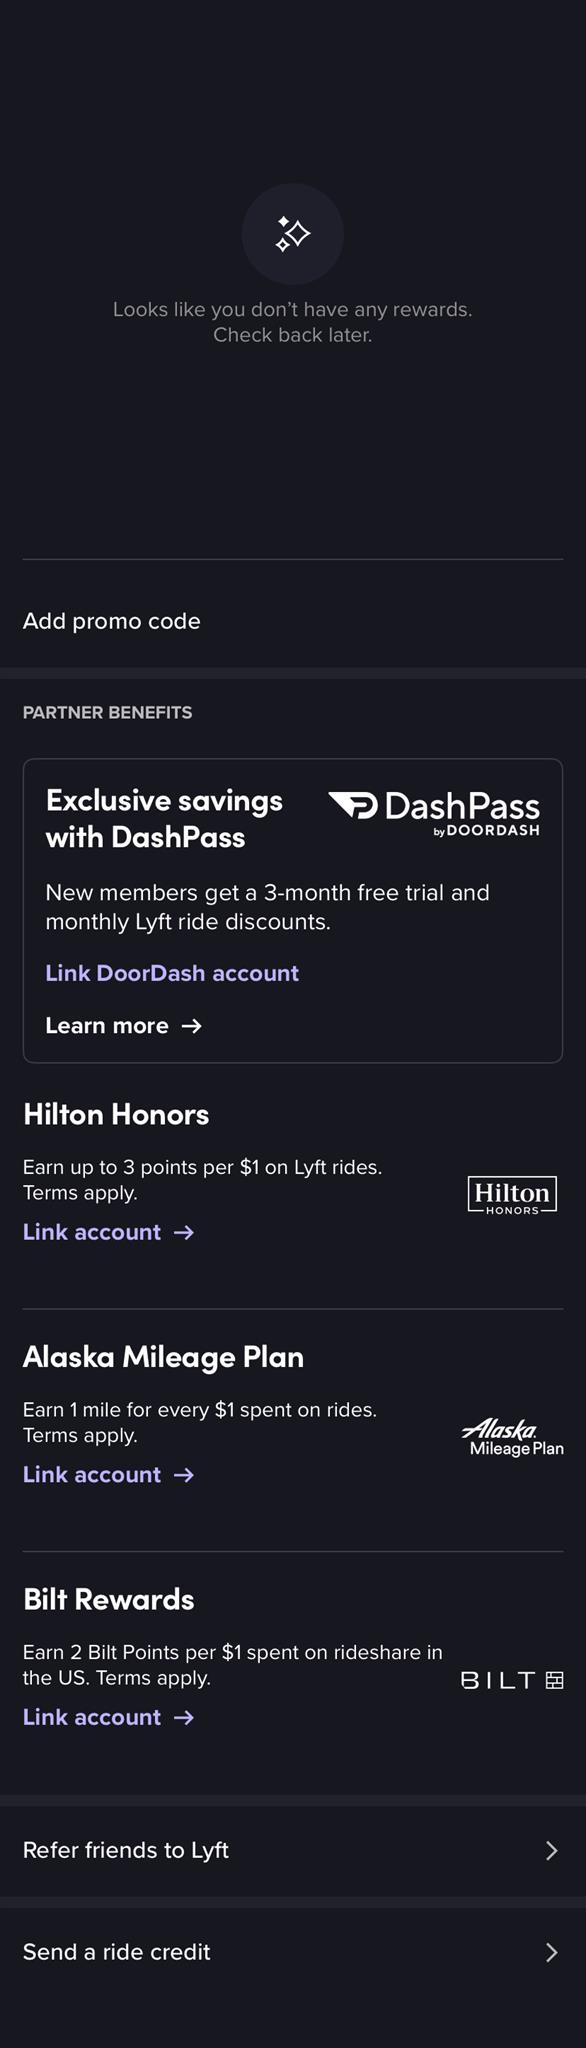 Looks like you don’t have any rewards.
Check back later.
Add promo code
PARTNER BENEFITS
Exclusive savings
with DashPass
DashPass
by DOORDASH
New members get a 3-month free trial and
monthly Lyft ride discounts.
Link DoorDash account
Learn more →
Hilton Honors
Earn up to 3 points per $1 on Lyft rides.
Terms apply.
Hilton
HONORS
Link account →
Alaska Mileage Plan
Earn 1 mile for every $1 spent on rides.
Terms apply.
Alaska
Mileage Plan
Link account →
Bilt Rewards
Earn 2 Bilt Points per $1 spent on rideshare in
the US. Terms apply.
BILT
Link account →
Refer friends to Lyft
Send a ride credit